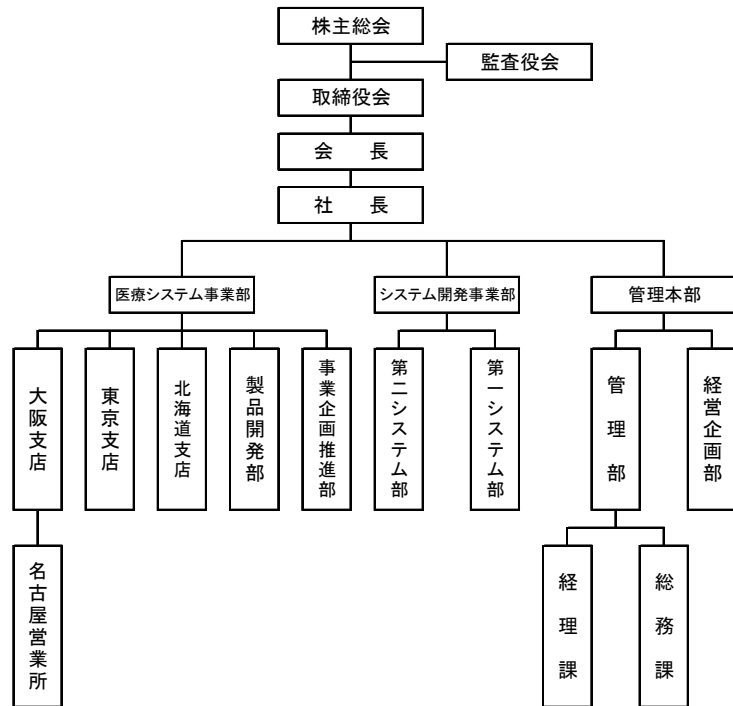 株主総会
監査役会
取締役会
会長
社長
医療システム事業部
システム開発事業部
管理本部
大阪支店
東京支店
北海道支店
製品開発部
事業企画推進部
第二システム部
第一システム部
管理部
経営企画部
名古屋営業所
経理課
総務課